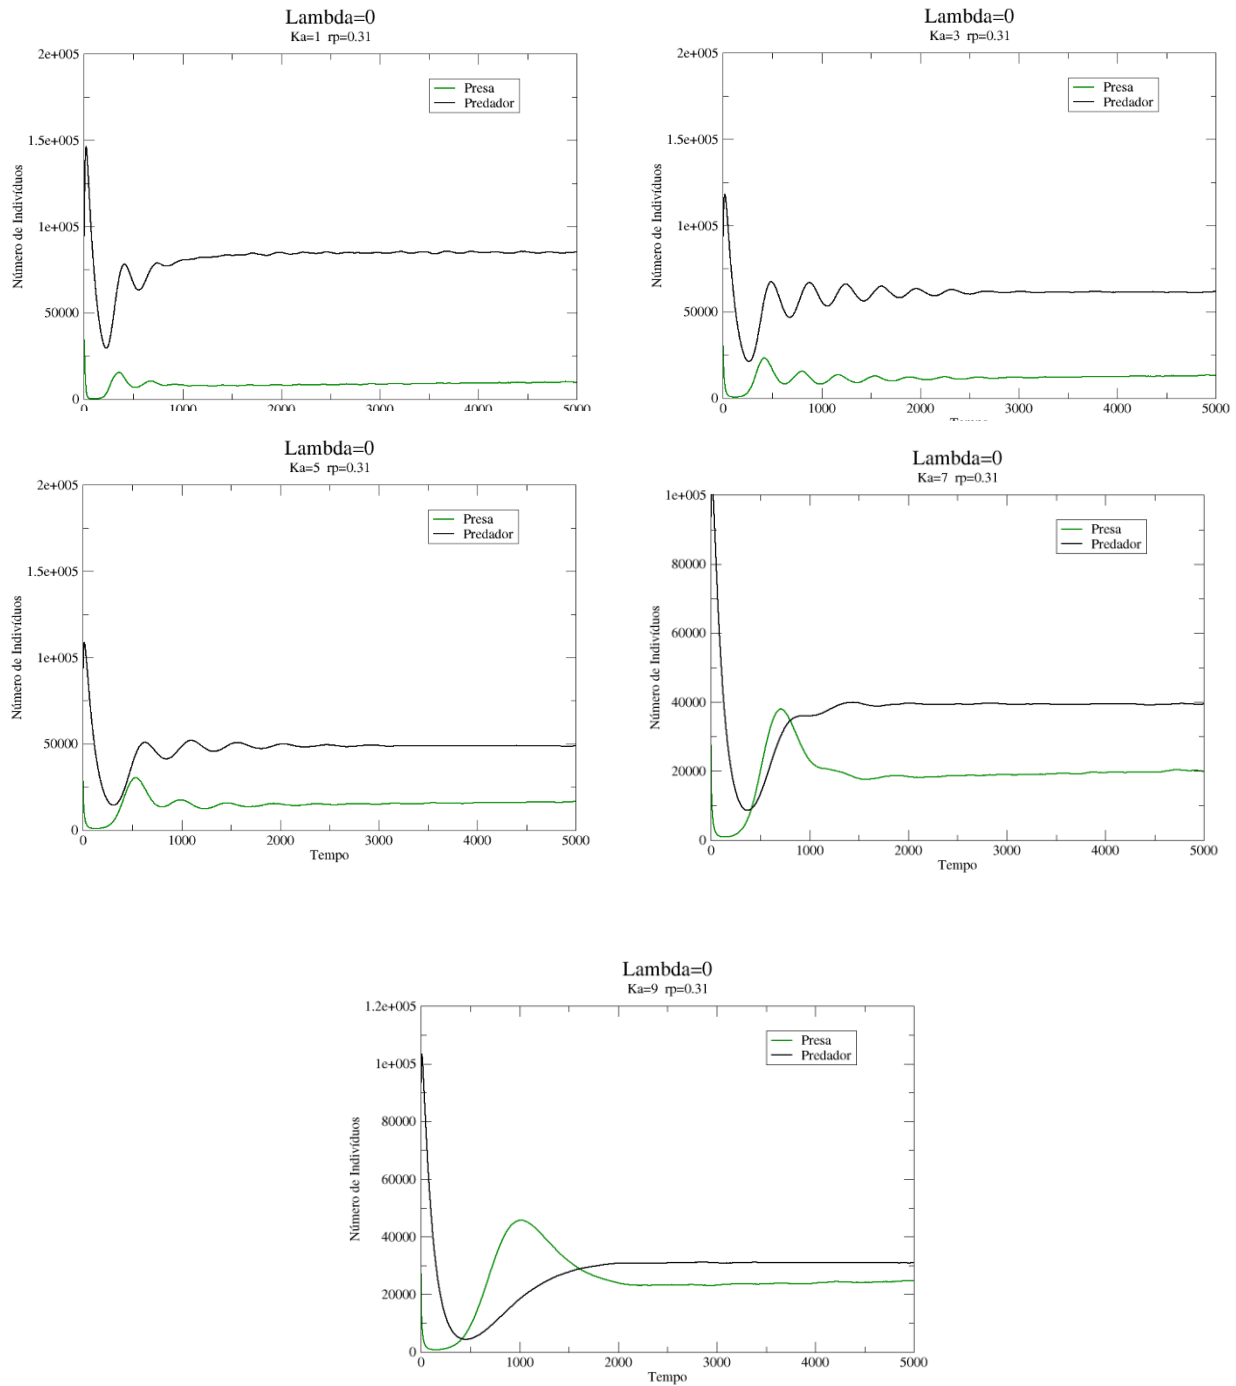 Lambda=0
Ka=1 rp=0.31
2e+005
1.5e+005
1e+005
50000
0
Número de Indivíduos
Presa
Predador
0 1000 2000 3000 4000 5000
Lambda=0
Ka=3 rp=0.31
2e+005
1.5e+005
1e+005
50000
0
Número de Indivíduos
Presa
Predador
0 1000 2000 3000 4000 5000
Lambda=0
Ka=5 rp=0.31
2e+005
1.5e+005
1e+005
50000
0
Número de Indivíduos
Presa
Predador
0 1000 2000 3000 4000 5000
Tempo
Lambda=0
Ka=7 rp=0.31
1e+005
80000
60000
40000
20000
0
Número de Indivíduos
Presa
Predador
0 1000 2000 3000 4000 5000
Tempo
Lambda=0
Ka=9 rp=0.31
1.2e+005
1e+005
80000
60000
40000
20000
0
Número de Indivíduos
Presa
Predador
0 1000 2000 3000 4000 5000
Tempo